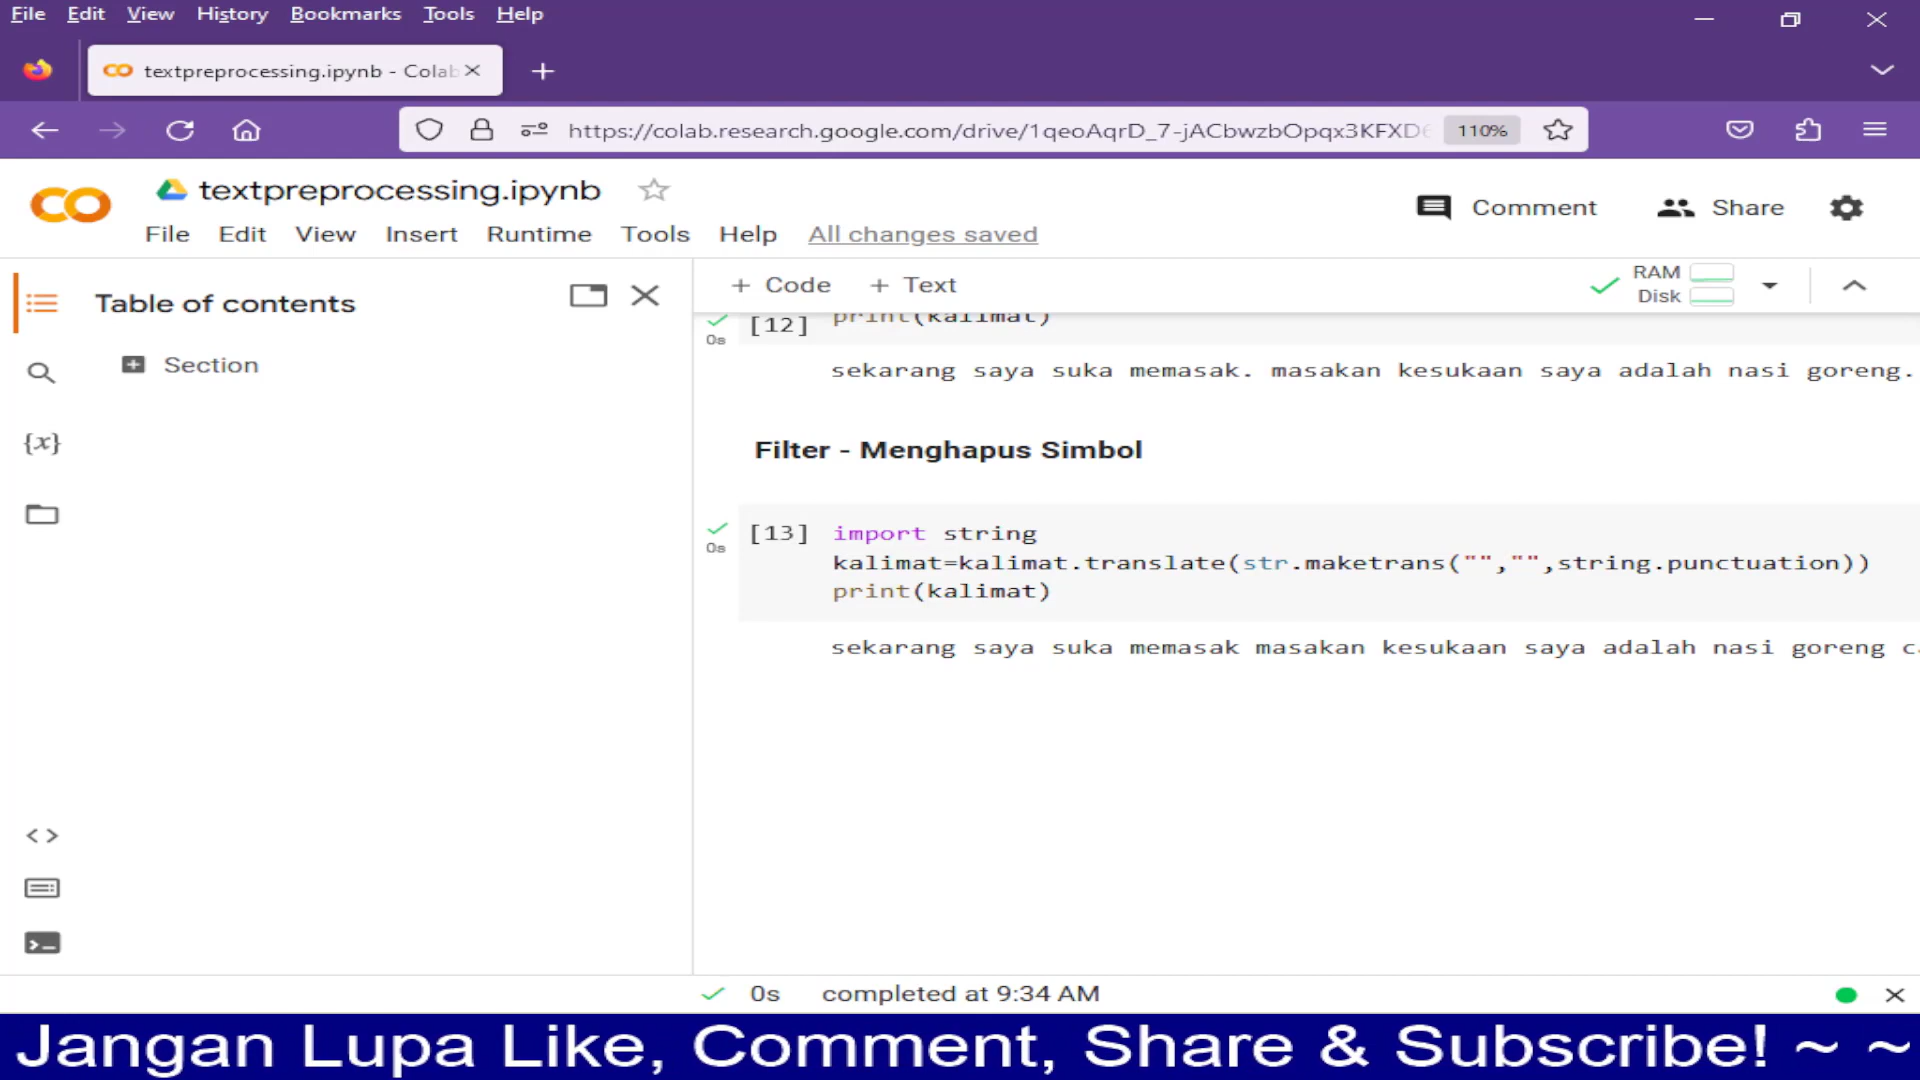 File Edit View History Bookmarks Tools Help
textpreprocessing.ipynb - Colab
https://colab.research.google.com/drive/1qeoAqrD_7-jACbwzbOpqx3KFXD6
110%
textpreprocessing.ipynb
File Edit View Insert Runtime Tools Help All changes saved
Comment Share
Table of contents
Section
+ Code + Text
RAM
Disk
0s [12] print(kalimat)
sekarang saya suka memasak. masakan kesukaan saya adalah nasi goreng.
Filter - Menghapus Simbol
[13] import string
0s
kalimat=kalimat.translate(str.maketrans("","",string.punctuation))
print(kalimat)
sekarang saya suka memasak masakan kesukaan saya adalah nasi goreng
0s completed at 9:34 AM
Jangan Lupa Like, Comment, Share & Subscribe! ~ ~